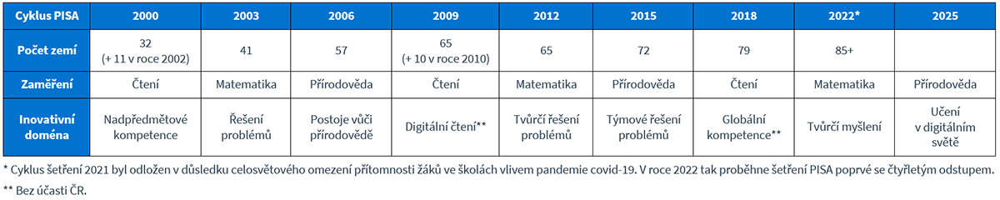 Cyklus PISA 2000 2003 2006 2009 2012 2015 2018 2022* 2025
Počet zemí 32 (+ 11 v roce 2002) 41 57 65 (+ 10 v roce 2010) 65 72 79 85+
Zaměření Čtení Matematika Přírodověda Čtení Matematika Přírodověda Čtení Matematika Přírodověda
Inovativní doména Nadpředmětové kompetence Řešení problémů Postoje vůči přírodovědě Digitální čtení** Tvůrčí řešení problémů Týmové řešení problémů Globální kompetence** Tvůrčí myšlení Učení v digitálním světě
* Cyklus šetření 2021 byl odložen v důsledku celosvětového omezení přítomnosti žáků ve školách vlivem pandemie covid-19. V roce 2022 tak proběhne šetření PISA poprvé se čtyřletým odstupem.
** Bez účasti ČR.